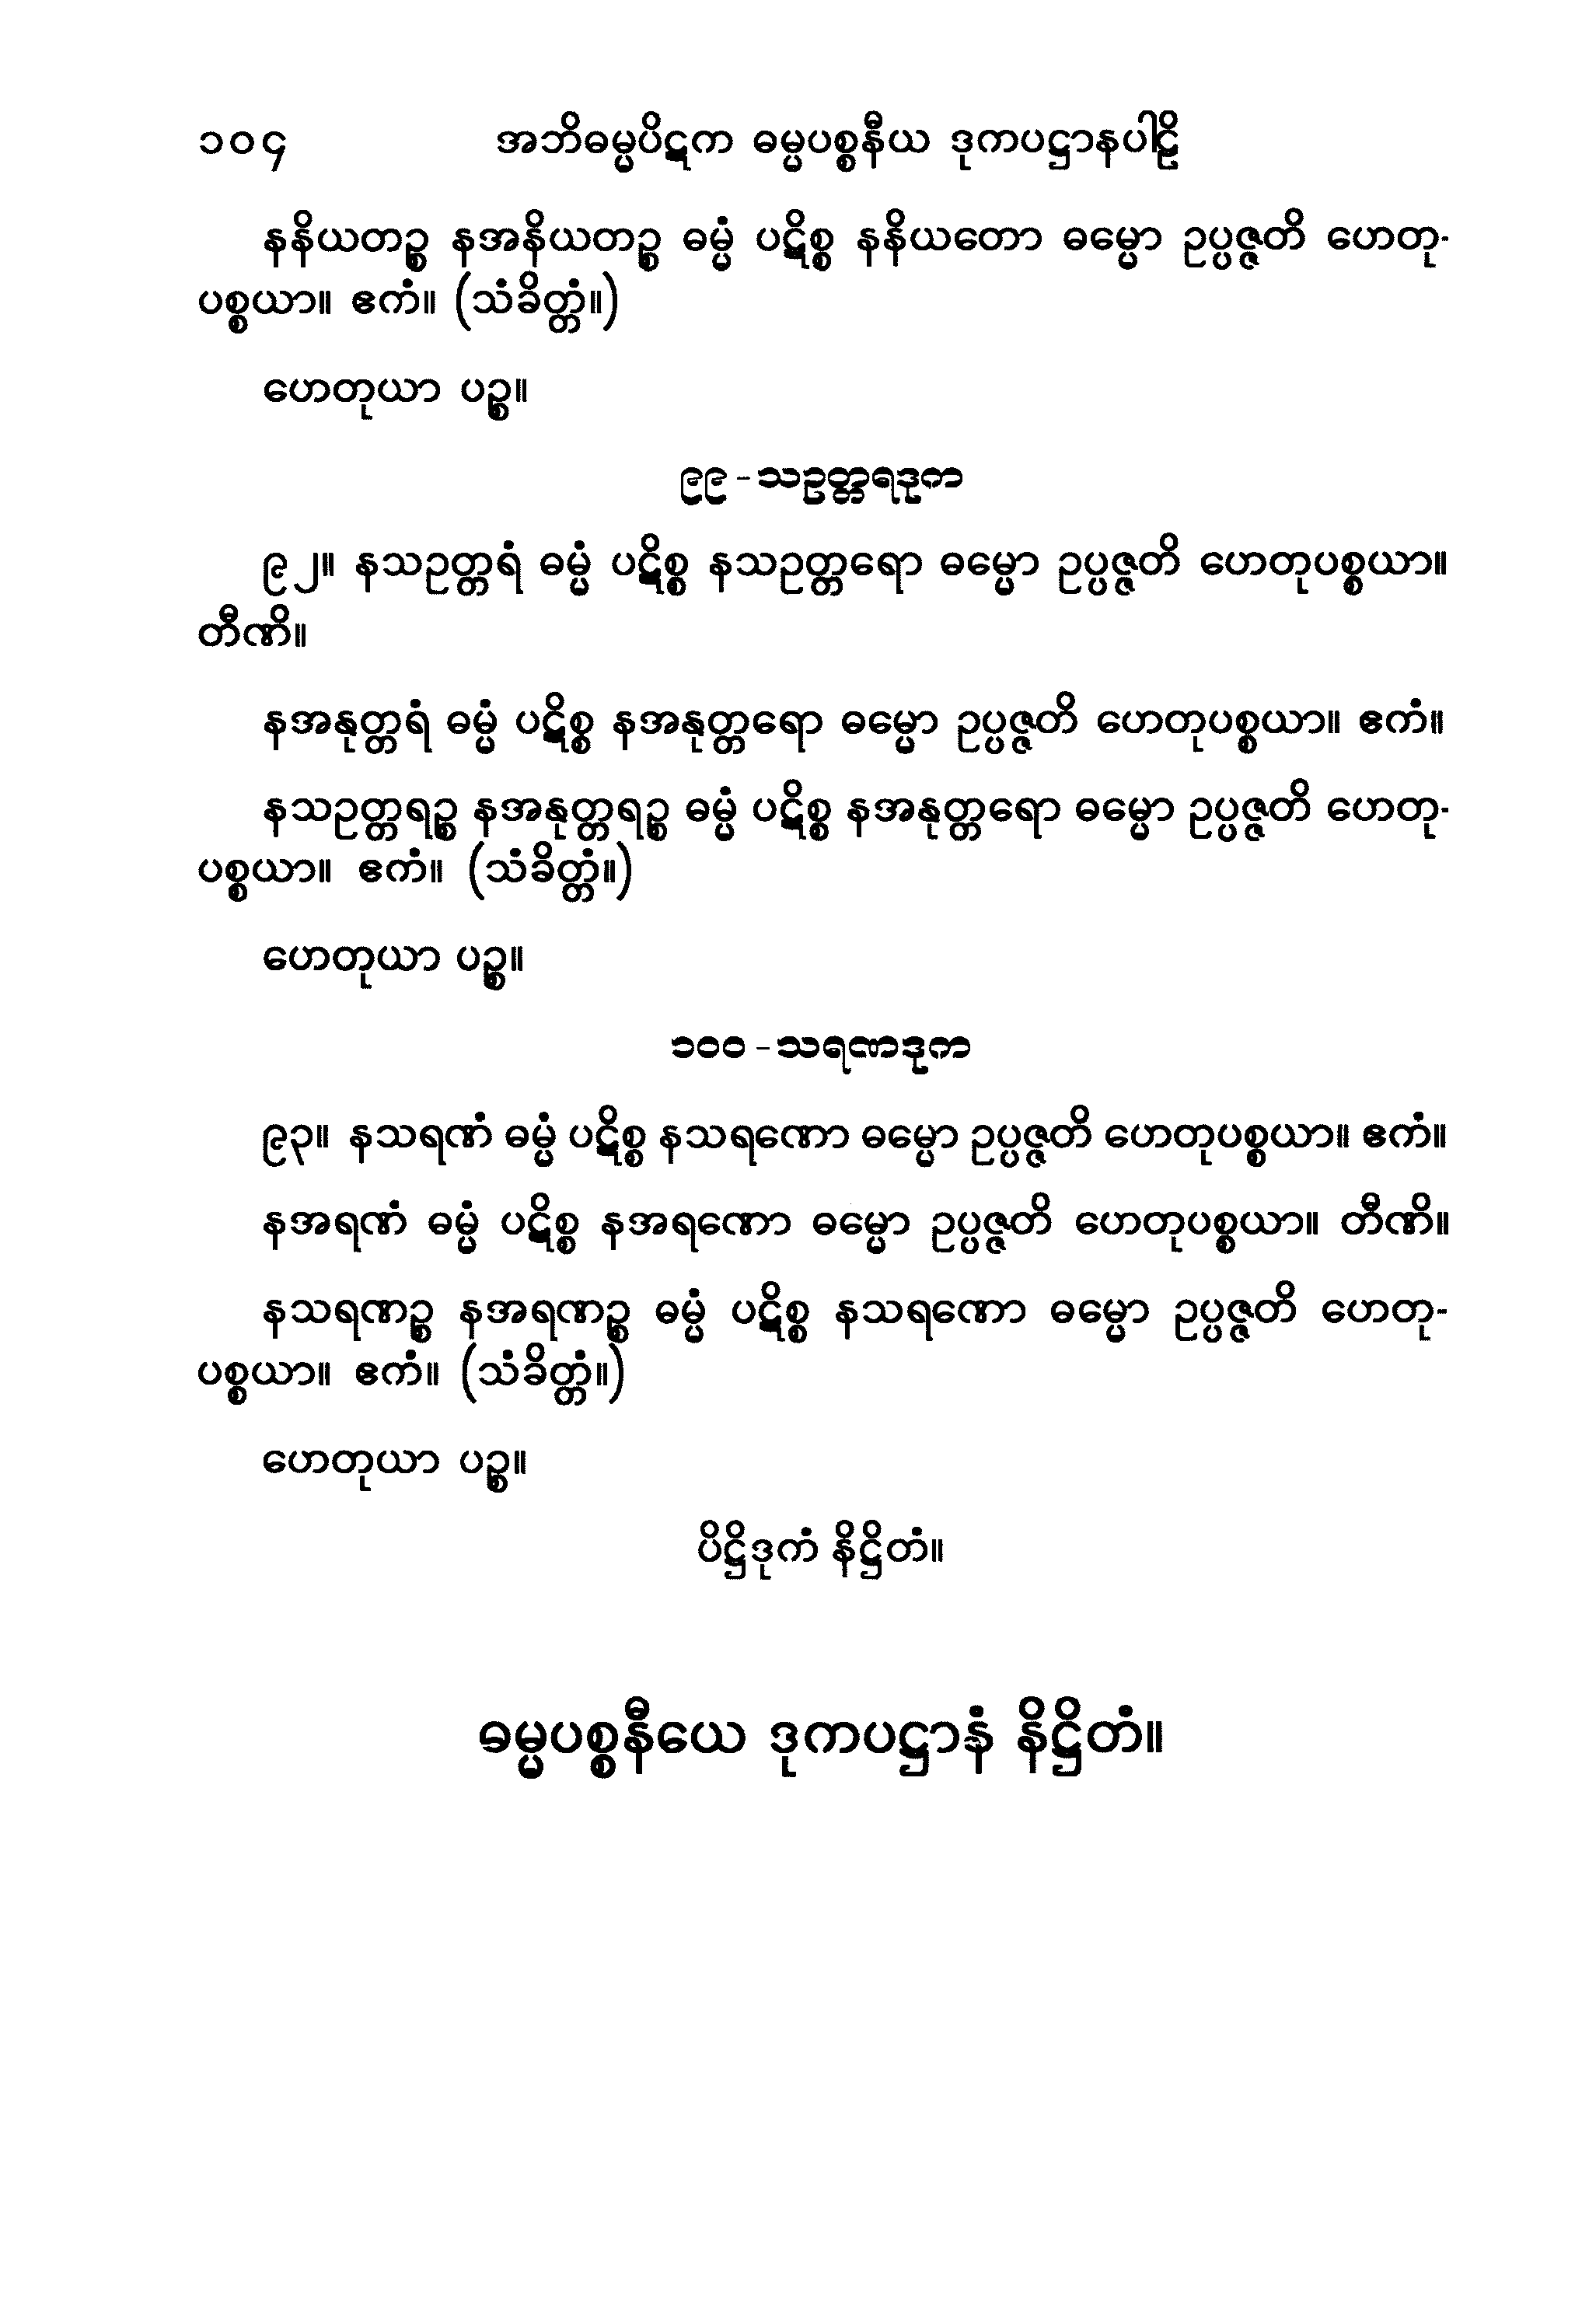 ၁၀၄ အဘိဓမ္မပိဋက ဓမ္မပစ္စနီယ ဒုကပဋ္ဌာနပါဠိ
နနိယတဉ္စ နအနိယတဉ္စ ဓမ္မံ ပဋိစ္စ နနိယတော ဓမ္မော ဥပ္ပဇ္ဇတိ ဟေတု-
ပစ္စယာ။ ဧကံ။ (သံခိတ္တံ။)
ဟေတုယာ ပဉ္စ။
၉၉-သဥတ္တရဒုက
၉၂။ နသဥတ္တရံ ဓမ္မံ ပဋိစ္စ နသဥတ္တရော ဓမ္မော ဥပ္ပဇ္ဇတိ ဟေတုပစ္စယာ။
တီဏိ။
နအနုတ္တရံ ဓမ္မံ ပဋိစ္စ နအနုတ္တရော ဓမ္မော ဥပ္ပဇ္ဇတိ ဟေတုပစ္စယာ။ ဧကံ။
နသဥတ္တရဉ္စ နအနုတ္တရဉ္စ ဓမ္မံ ပဋိစ္စ နအနုတ္တရော ဓမ္မော ဥပ္ပဇ္ဇတိ ဟေတု-
ပစ္စယာ။ ဧကံ။ (သံခိတ္တံ။)
ဟေတုယာ ပဉ္စ။
၁၀၀-သရဏဒုက
၉၃။ နသရဏံ ဓမ္မံ ပဋိစ္စ နသရဏော ဓမ္မော ဥပ္ပဇ္ဇတိ ဟေတုပစ္စယာ။ ဧကံ။
နအရဏံ ဓမ္မံ ပဋိစ္စ နအရဏော ဓမ္မော ဥပ္ပဇ္ဇတိ ဟေတုပစ္စယာ။ တီဏိ။
နသရဏဉ္စ နအရဏဉ္စ ဓမ္မံ ပဋိစ္စ နသရဏော ဓမ္မော ဥပ္ပဇ္ဇတိ ဟေတု-
ပစ္စယာ။ ဧကံ။ (သံခိတ္တံ။)
ဟေတုယာ ပဉ္စ။
ပိဋ္ဌိဒုကံ နိဋ္ဌိတံ။
ဓမ္မပစ္စနီယေ ဒုကပဋ္ဌာနံ နိဋ္ဌိတံ။